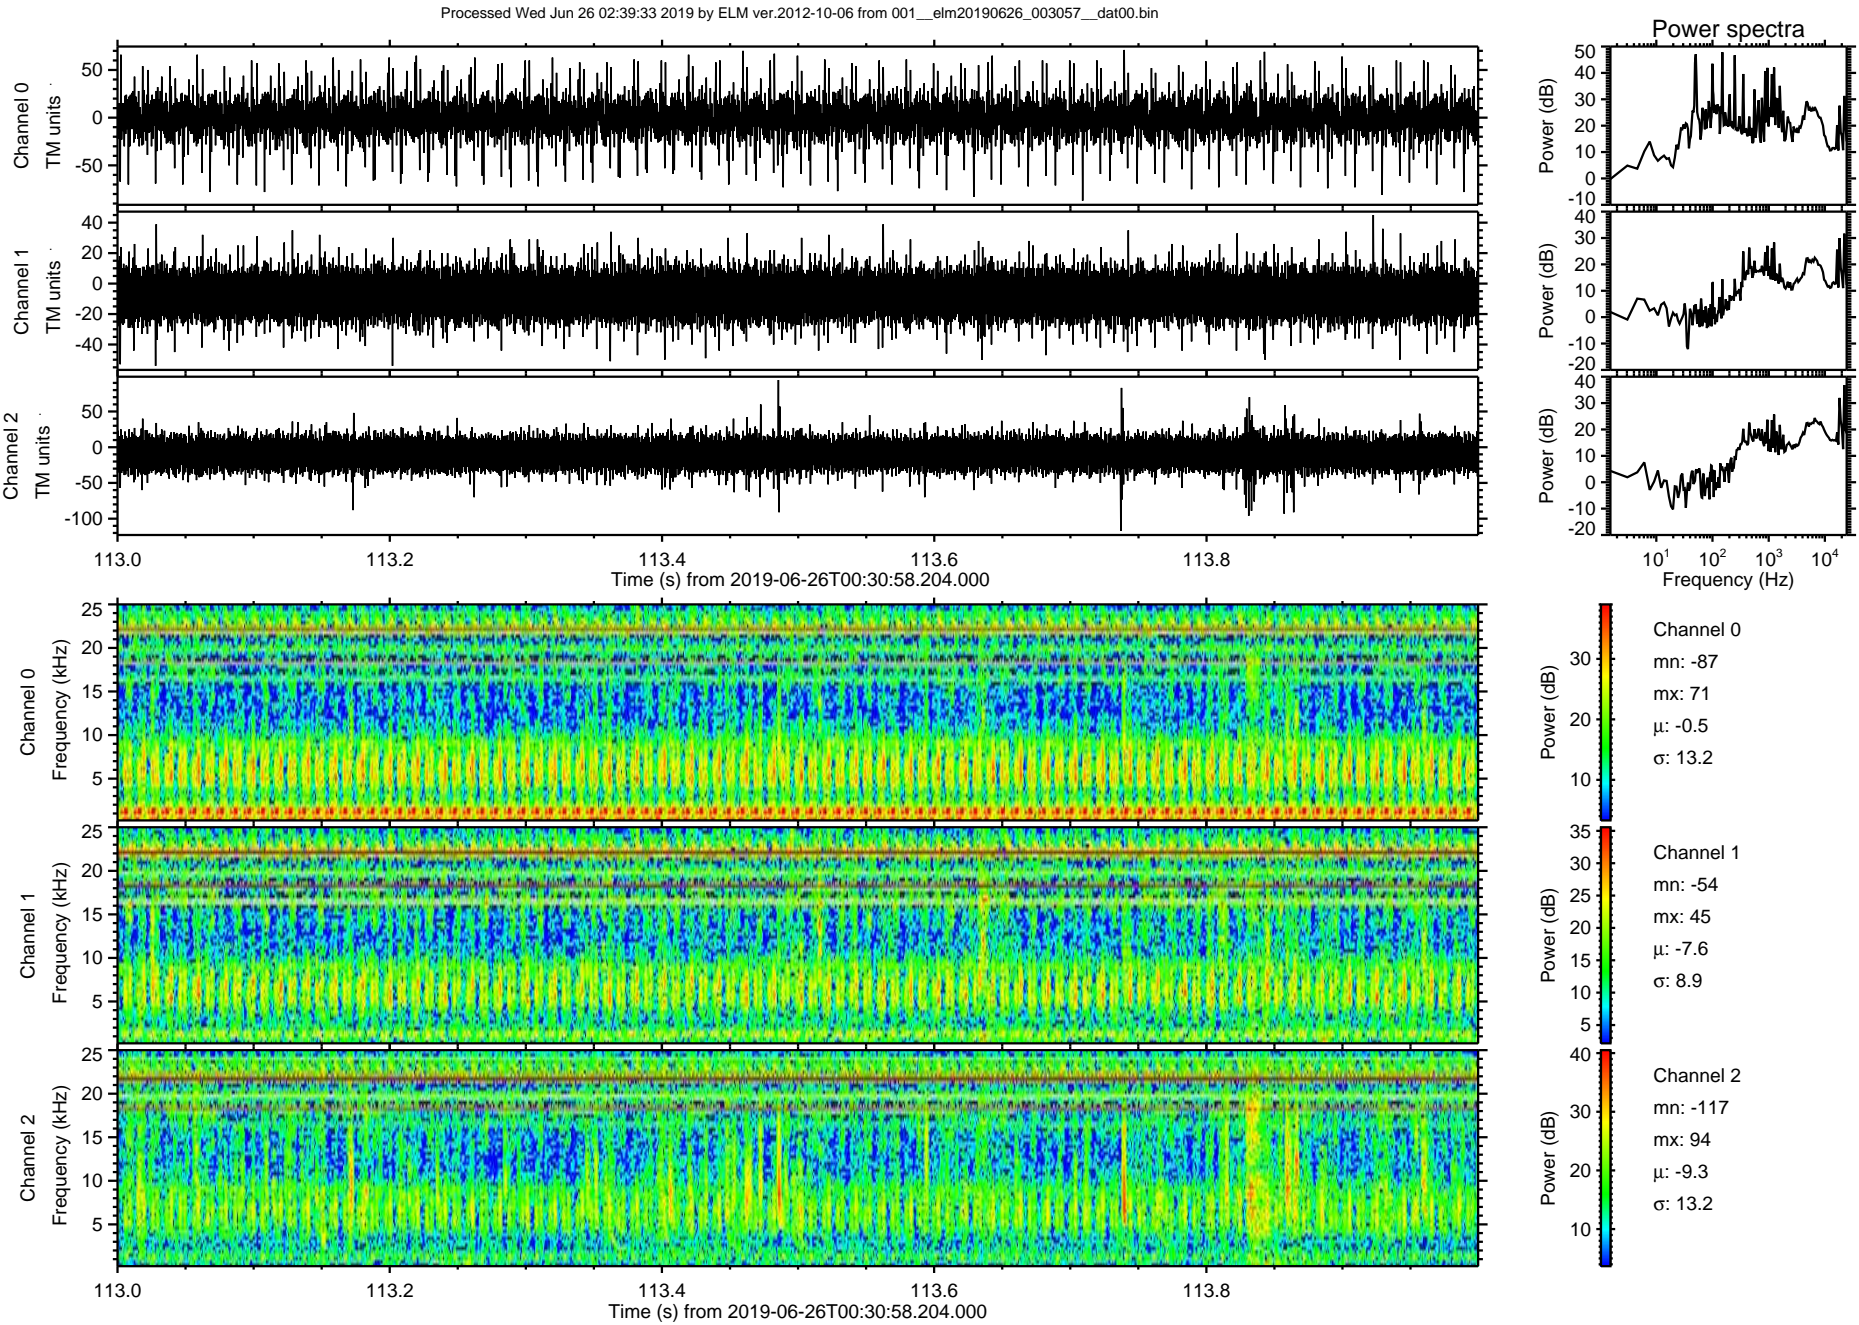 Processed Wed Jun 26 02:39:33 2019 by ELM ver.2012-10-06 from 001__elm20190626_003057__dat00.bin
Power spectra
Channel 0
TM units
50
0
-50
Power (dB)
50
40
30
20
10
0
-10
Channel 1
TM units
40
20
0
-20
-40
Power (dB)
40
30
20
10
0
-10
-20
Channel 2
TM units
50
0
-50
-100
Power (dB)
40
30
20
10
0
-10
-20
113.0 113.2 113.4 113.6 113.8
Time (s) from 2019-06-26T00:30:58.204.000
10^1 10^2 10^3 10^4
Frequency (Hz)
Channel 0
Frequency (kHz)
25
20
15
10
5
Power (dB)
30
20
10
Channel 0
mn: -87
mx: 71
μ: -0.5
σ: 13.2
Channel 1
Frequency (kHz)
25
20
15
10
5
Power (dB)
35
30
25
20
15
10
5
Channel 1
mn: -54
mx: 45
μ: -7.6
σ: 8.9
Channel 2
Frequency (kHz)
25
20
15
10
5
Power (dB)
40
30
20
10
Channel 2
mn: -117
mx: 94
μ: -9.3
σ: 13.2
113.0 113.2 113.4 113.6 113.8
Time (s) from 2019-06-26T00:30:58.204.000